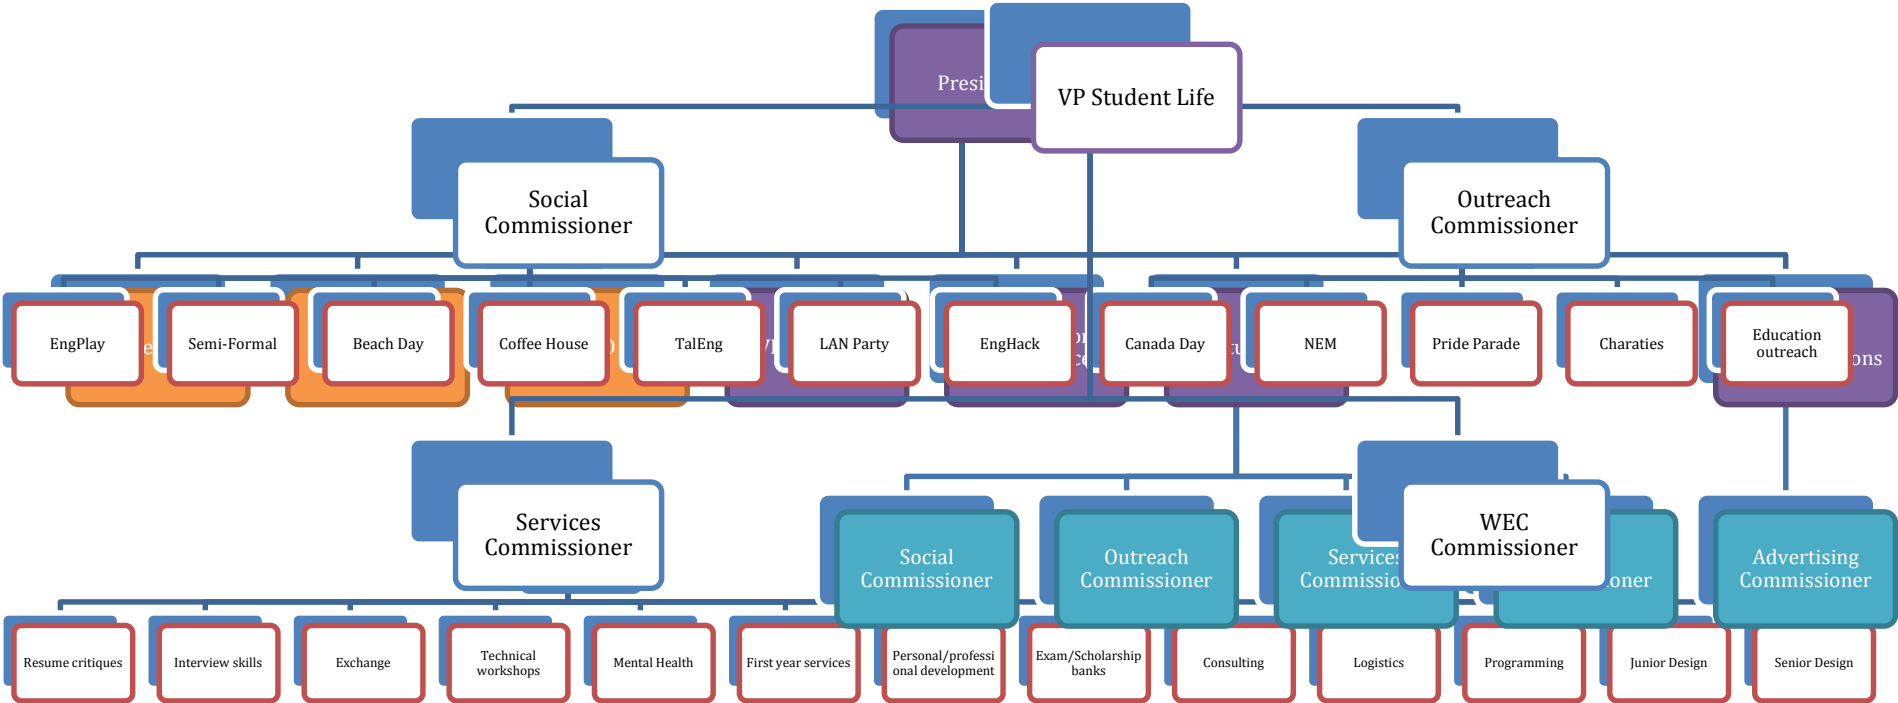 VP Student Life
Social
Commissioner
Outreach
Commissioner
EngPlay
Semi-Formal
Beach Day
Coffee House
TalEng
LAN Party
EngHack
Canada Day
NEM
Pride Parade
Charaties
Education
outreach
Services
Commissioner
WEC
Commissioner
Social
Commissioner
Outreach
Commissioner
Services
Advertising
Commissioner
Resume critiques
Interview skills
Exchange
Technical
workshops
Mental Health
First year services
Personal/professi
onal development
Exam/Scholarship
banks
Consulting
Logistics
Programming
Junior Design
Senior Design